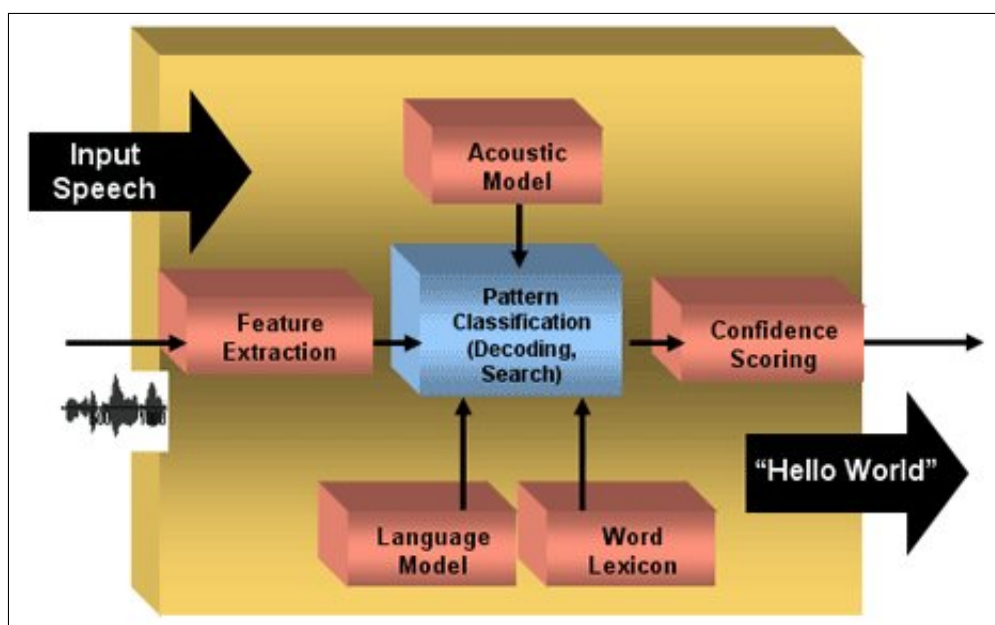 Input
Speech
Acoustic
Model
Feature
Extraction
Pattern
Classification
(Decoding,
Search)
Confidence
Scoring
“Hello World”
Language
Model
Word
Lexicon